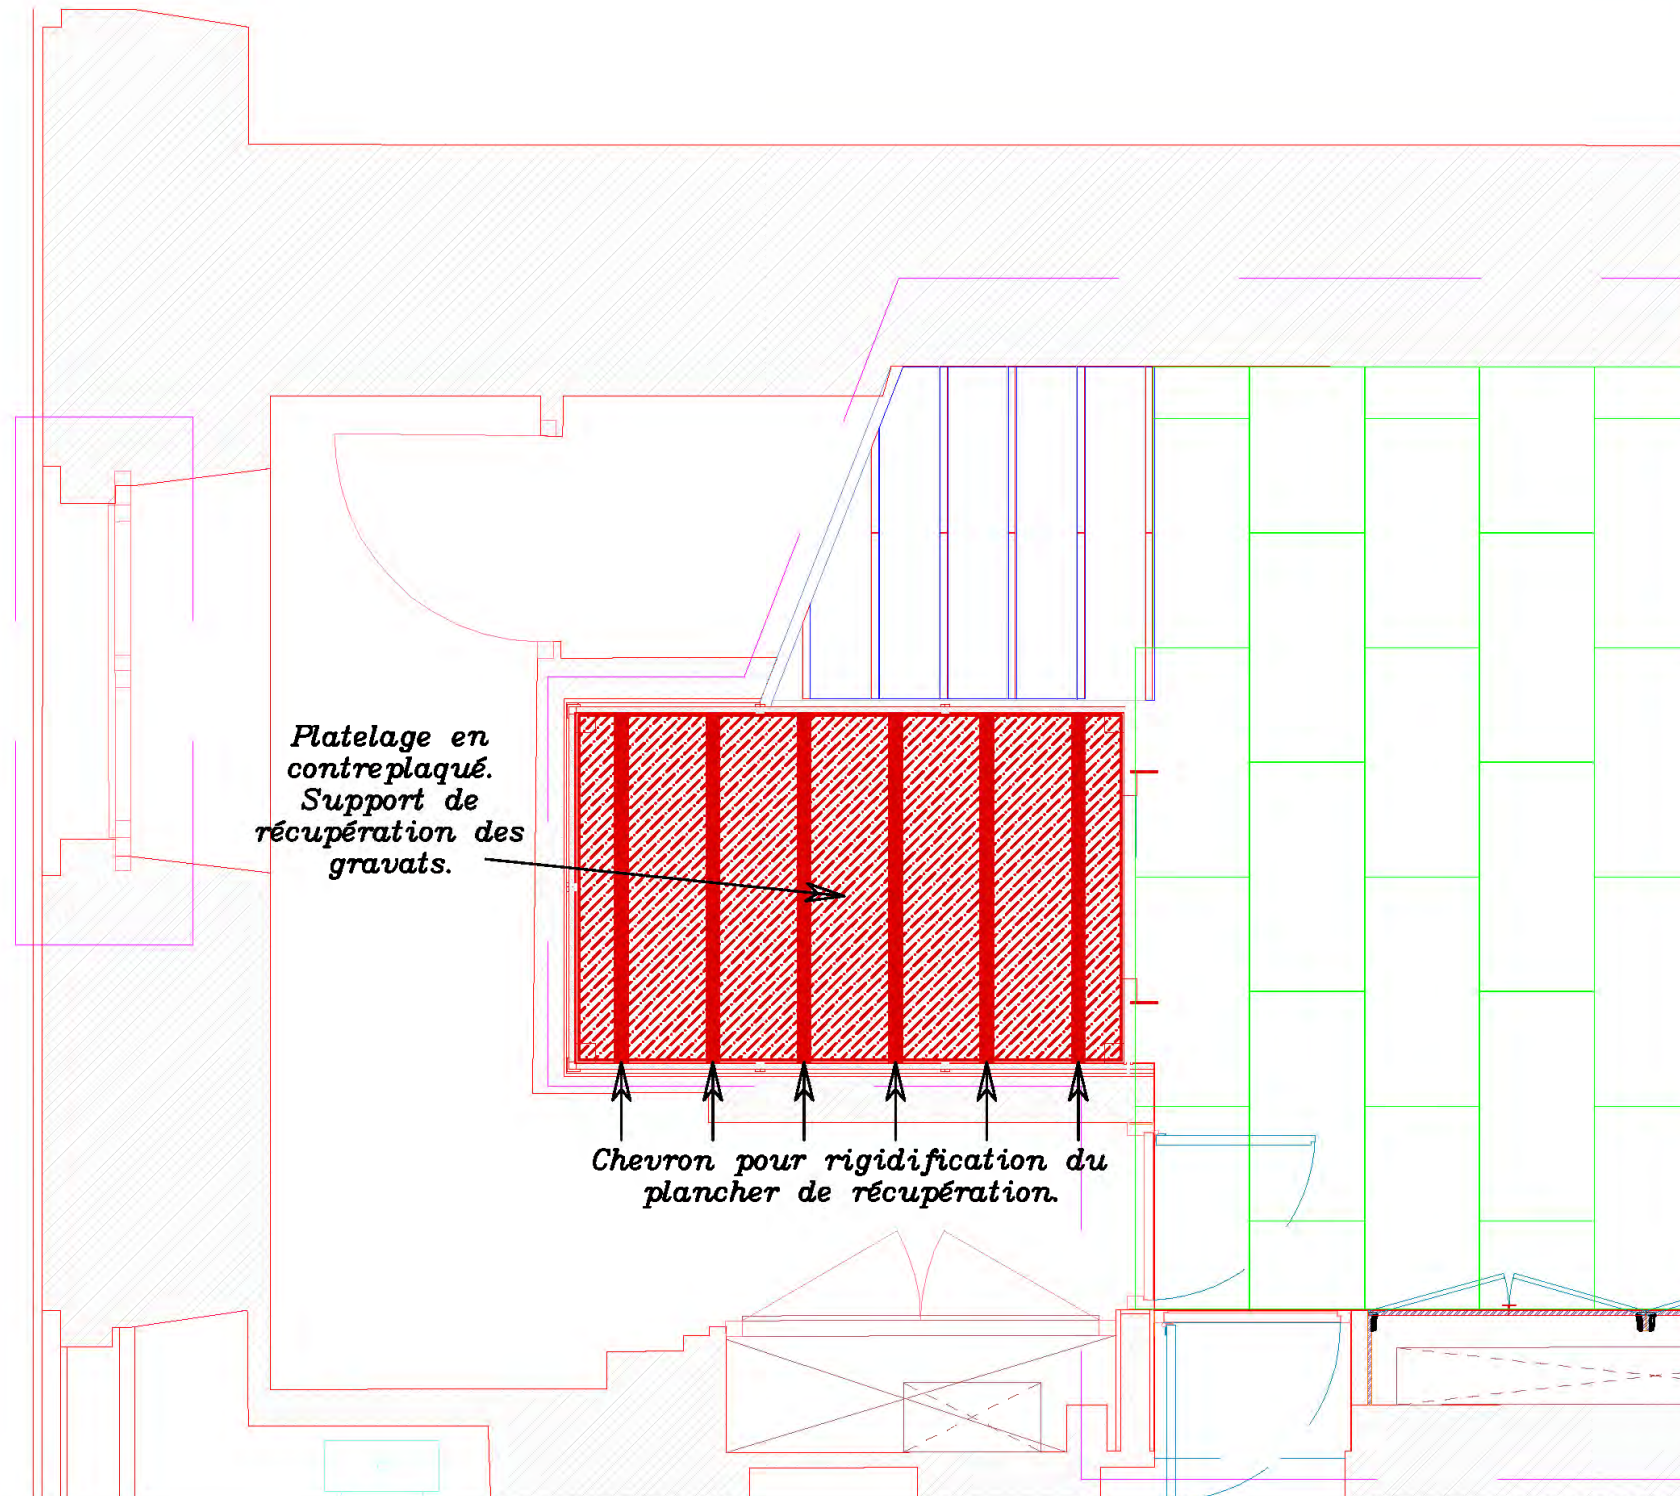 Platelage en
contreplaqué.
Support de
récupération des
gravats.
Chevron pour rigidification du
plancher de récupération.